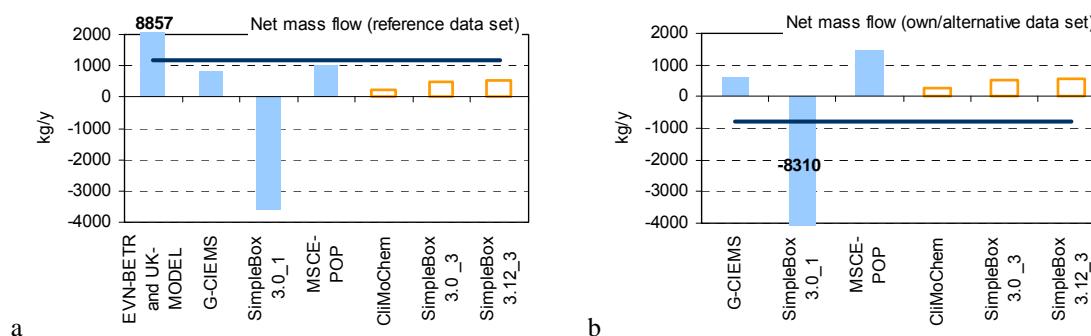 8857
Net mass flow (reference data set)
2000
1000
0
-1000
-2000
-3000
-4000
kg/y
EVN-BETR and UK-MODEL
G-CIEMS
SimpleBox 3.0_1
MSCE-POP
CliMoChem
SimpleBox 3.0_3
SimpleBox 3.12_3
a
Net mass flow (own/alternative data set)
2000
1000
0
-1000
-2000
-3000
-4000
kg/y
-8310
G-CIEMS
SimpleBox 3.0_1
MSCE-POP
CliMoChem
SimpleBox 3.0_3
SimpleBox 3.12_3
b